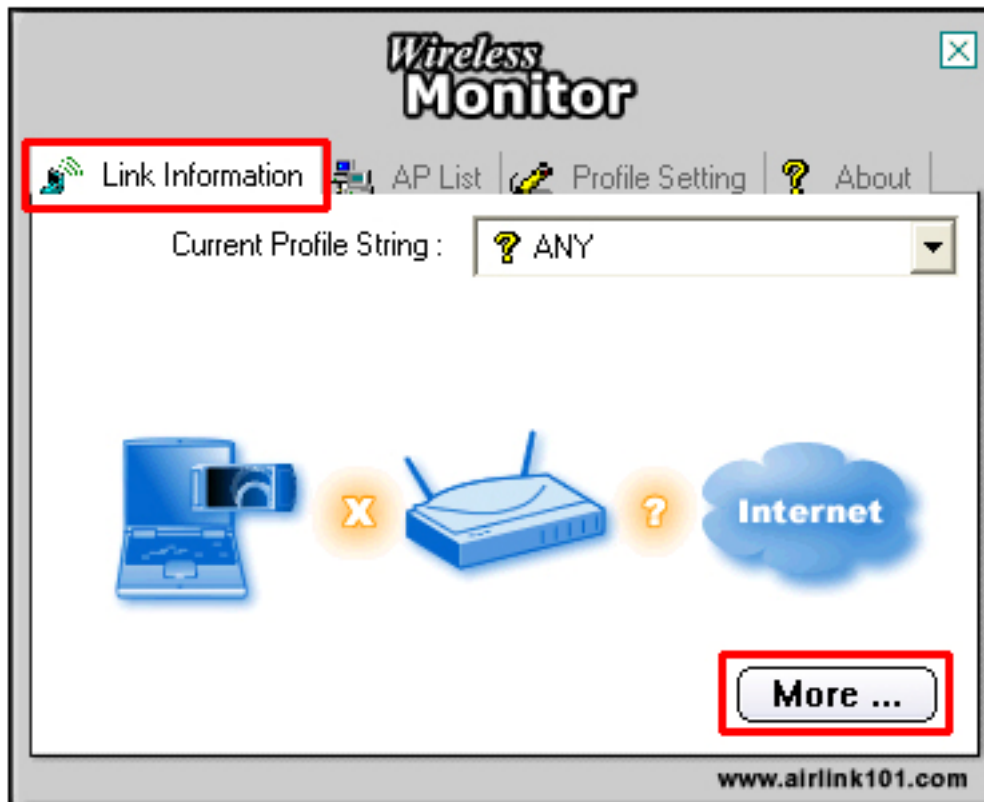 Wireless
Monitor
Link Information
AP List
Profile Setting
About
Current Profile String :
ANY
X
?
Internet
More ...
www.airlink101.com